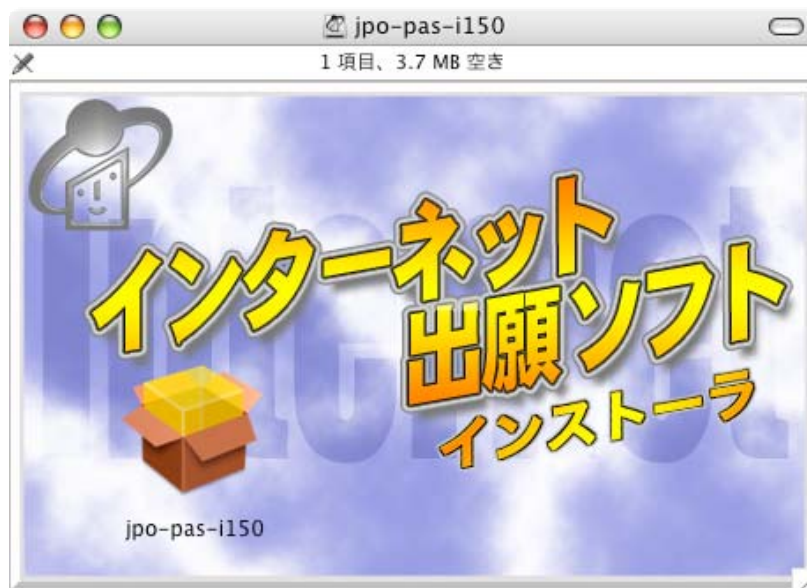 jpo-pas-i150
1 項目、3.7 MB 空き
Internet
インターネット
出願ソフト
インストーラ
jpo-pas-i150